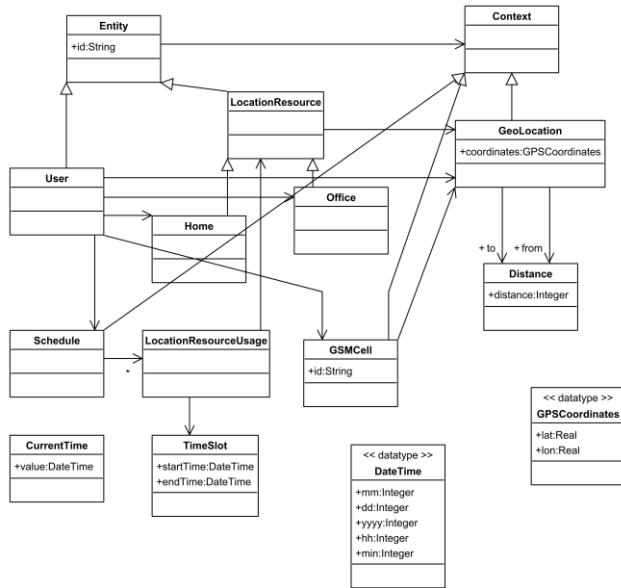 Entity
+id:String
Context
LocationResource
GeoLocation
+coordinates:GPSCoordinates
User
Office
Home
+ to
+ from
Distance
+distance:Integer
Schedule
*
LocationResourceUsage
GSMCell
+id:String
CurrentTime
+value:DateTime
TimeSlot
+startTime:DateTime
+endTime:DateTime
<< datatype >>
DateTime
+mm:Integer
+dd:Integer
+yyyy:Integer
+hh:Integer
+min:Integer
<< datatype >>
GPSCoordinates
+lat:Real
+lon:Real